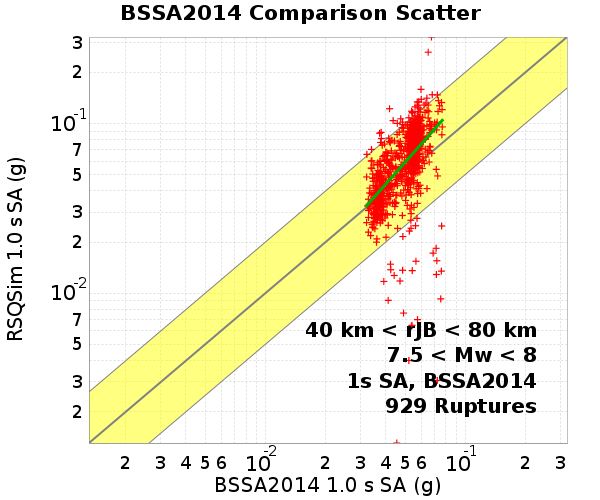 BSSA2014 Comparison Scatter
3
2
10-1
7
5
3
2
10-2
7
5
3
2
RSQSim 1.0 s SA (g)
40 km < rJB < 80 km
7.5 < Mw < 8
1s SA, BSSA2014
929 Ruptures
2 3 4 5 6 10-2 2 3 4 5 6 10-1 2 3
BSSA2014 1.0 s SA (g)